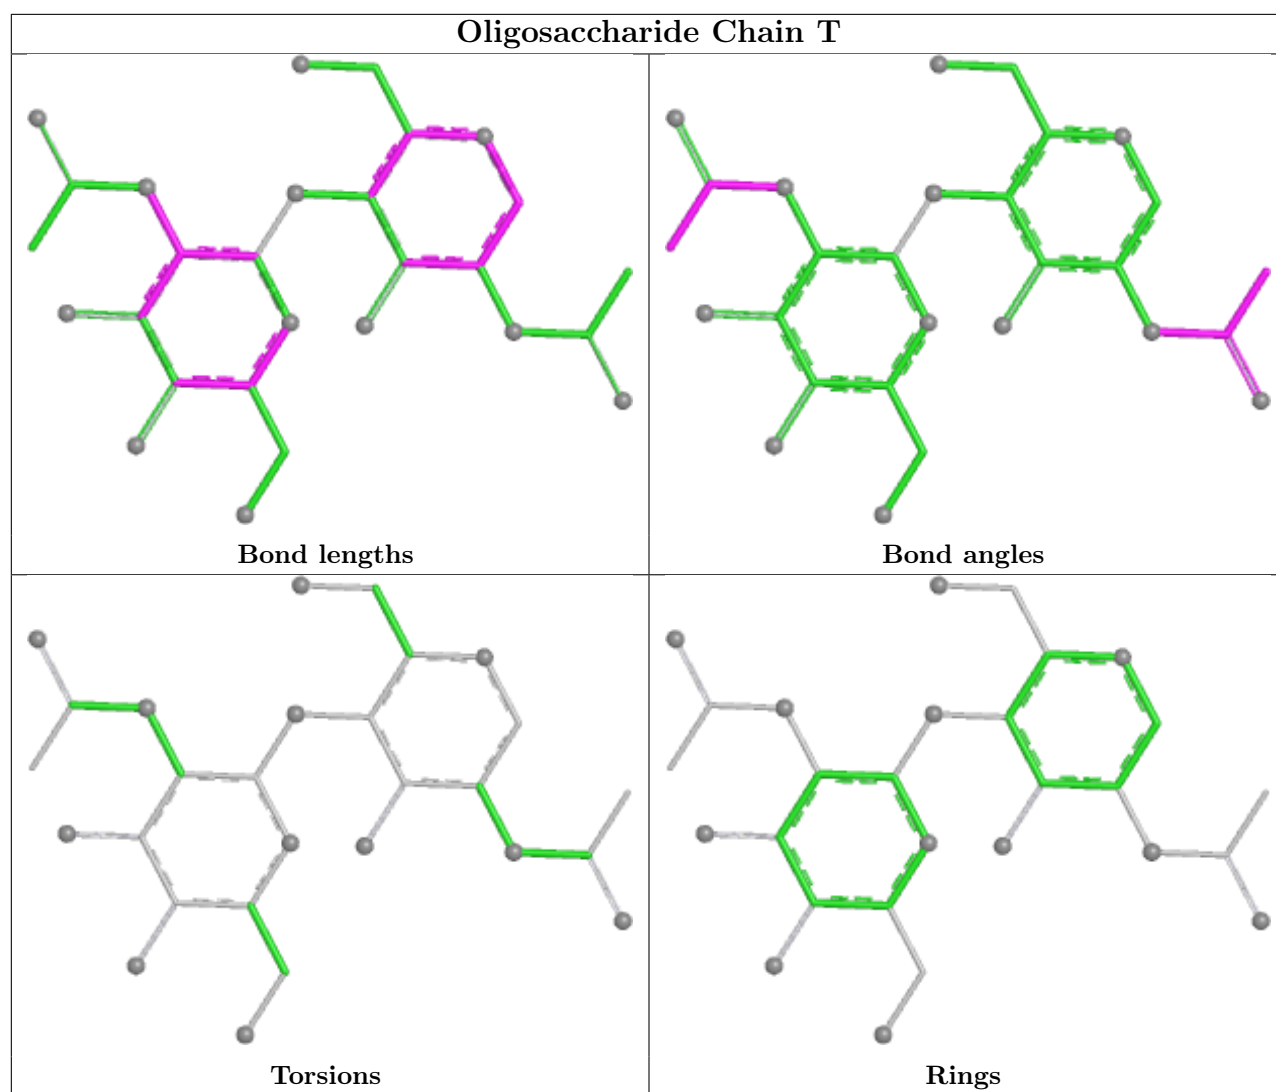 Oligosaccharide Chain T
Bond lengths
Bond angles
Torsions
Rings